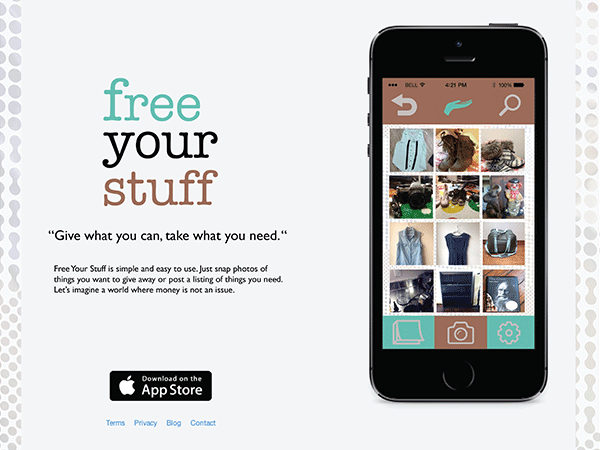 free
your
stuff
“Give what you can, take what you need.“
Free Your Stuff is simple and easy to use. Just snap photos of
things you want to give away or post a listing of things you need.
Let's imagine a world where money is not an issue.
Download on the
App Store
Terms Privacy Blog Contact
BELL 4:21 PM 100%